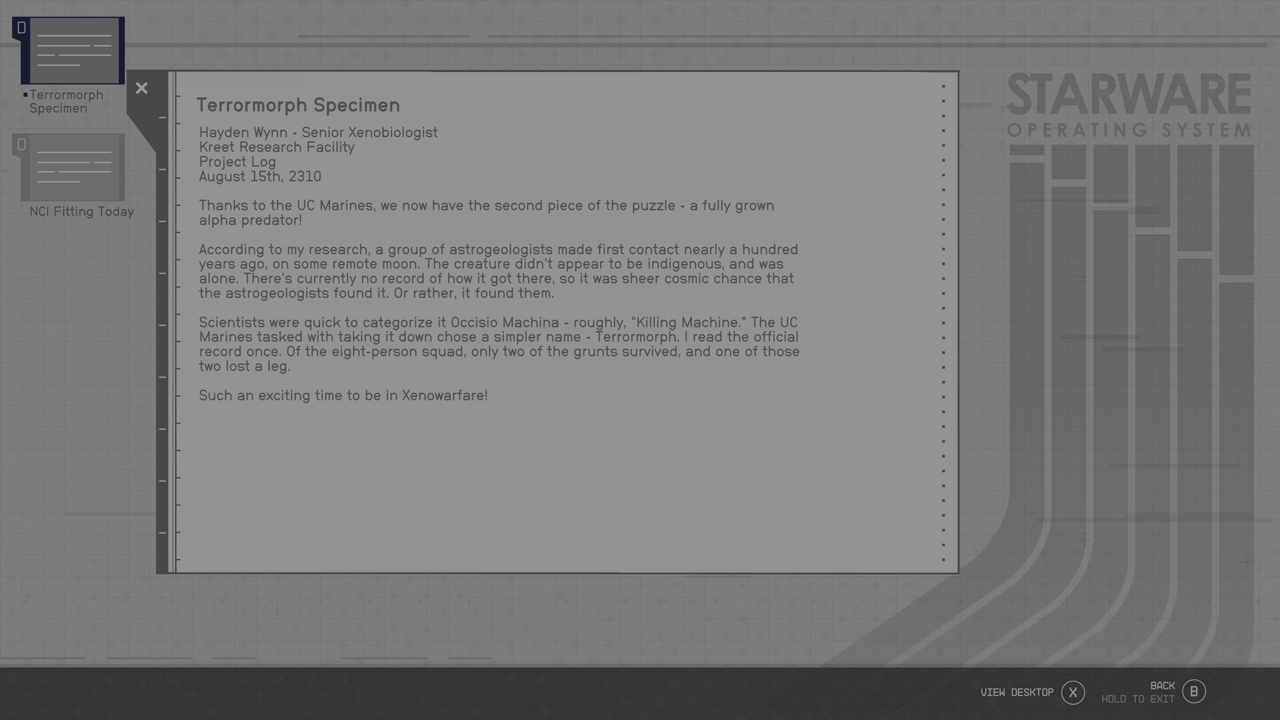 D
Terrormorph
Specimen
D
NCI Fitting Today
Terrormorph Specimen
Hayden Wynn - Senior Xenobiologist
Kreet Research Facility
Project Log
August 15th, 2310
Thanks to the UC Marines, we now have the second piece of the puzzle - a fully grown
alpha predator!
According to my research, a group of astrogeologists made first contact nearly a hundred
years ago, on some remote moon. The creature didn't appear to be indigenous, and was
alone. There's currently no record of how it got there, so it was sheer cosmic chance that
the astrogeologists found it. Or rather, it found them.
Scientists were quick to categorize it Occisio Machina - roughly, "Killing Machine." The UC
Marines tasked with taking it down chose a simpler name - Terrormorph. I read the official
record once. Of the eight-person squad, only two of the grunts survived, and one of those
two lost a leg.
Such an exciting time to be in Xenowarfare!
STARWARE
OPERATING SYSTEM
VIEW DESKTOP X
BACK B
HOLD TO EXIT